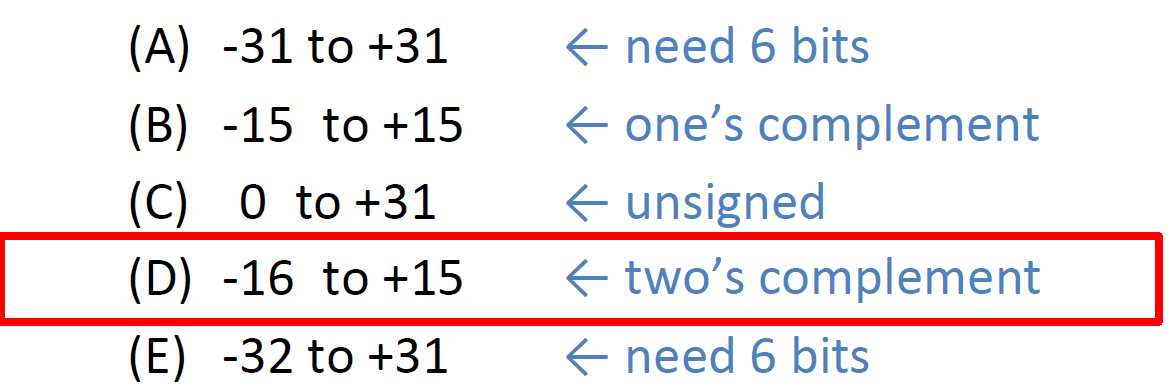 (A) -31 to +31 ← need 6 bits
(B) -15 to +15 ← one’s complement
(C) 0 to +31 ← unsigned
(D) -16 to +15 ← two’s complement
(E) -32 to +31 ← need 6 bits